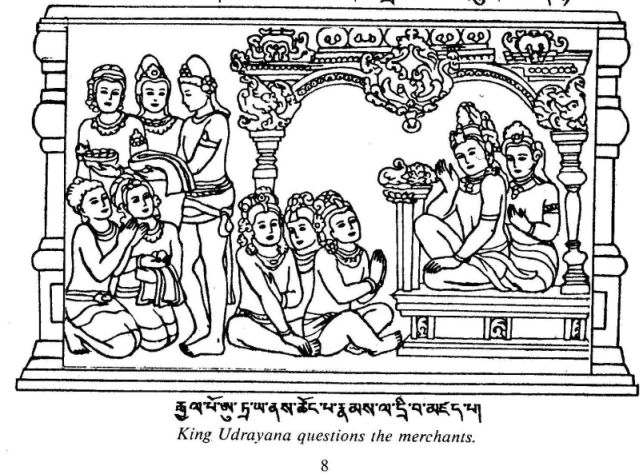 རྒྱལ་པོ་ཨུ་ཏྲ་ཡ་ནས་ཚོང་པ་རྣམས་ལ་དྲི་བ་མཛད་པ།
King Udrayana questions the merchants.
8